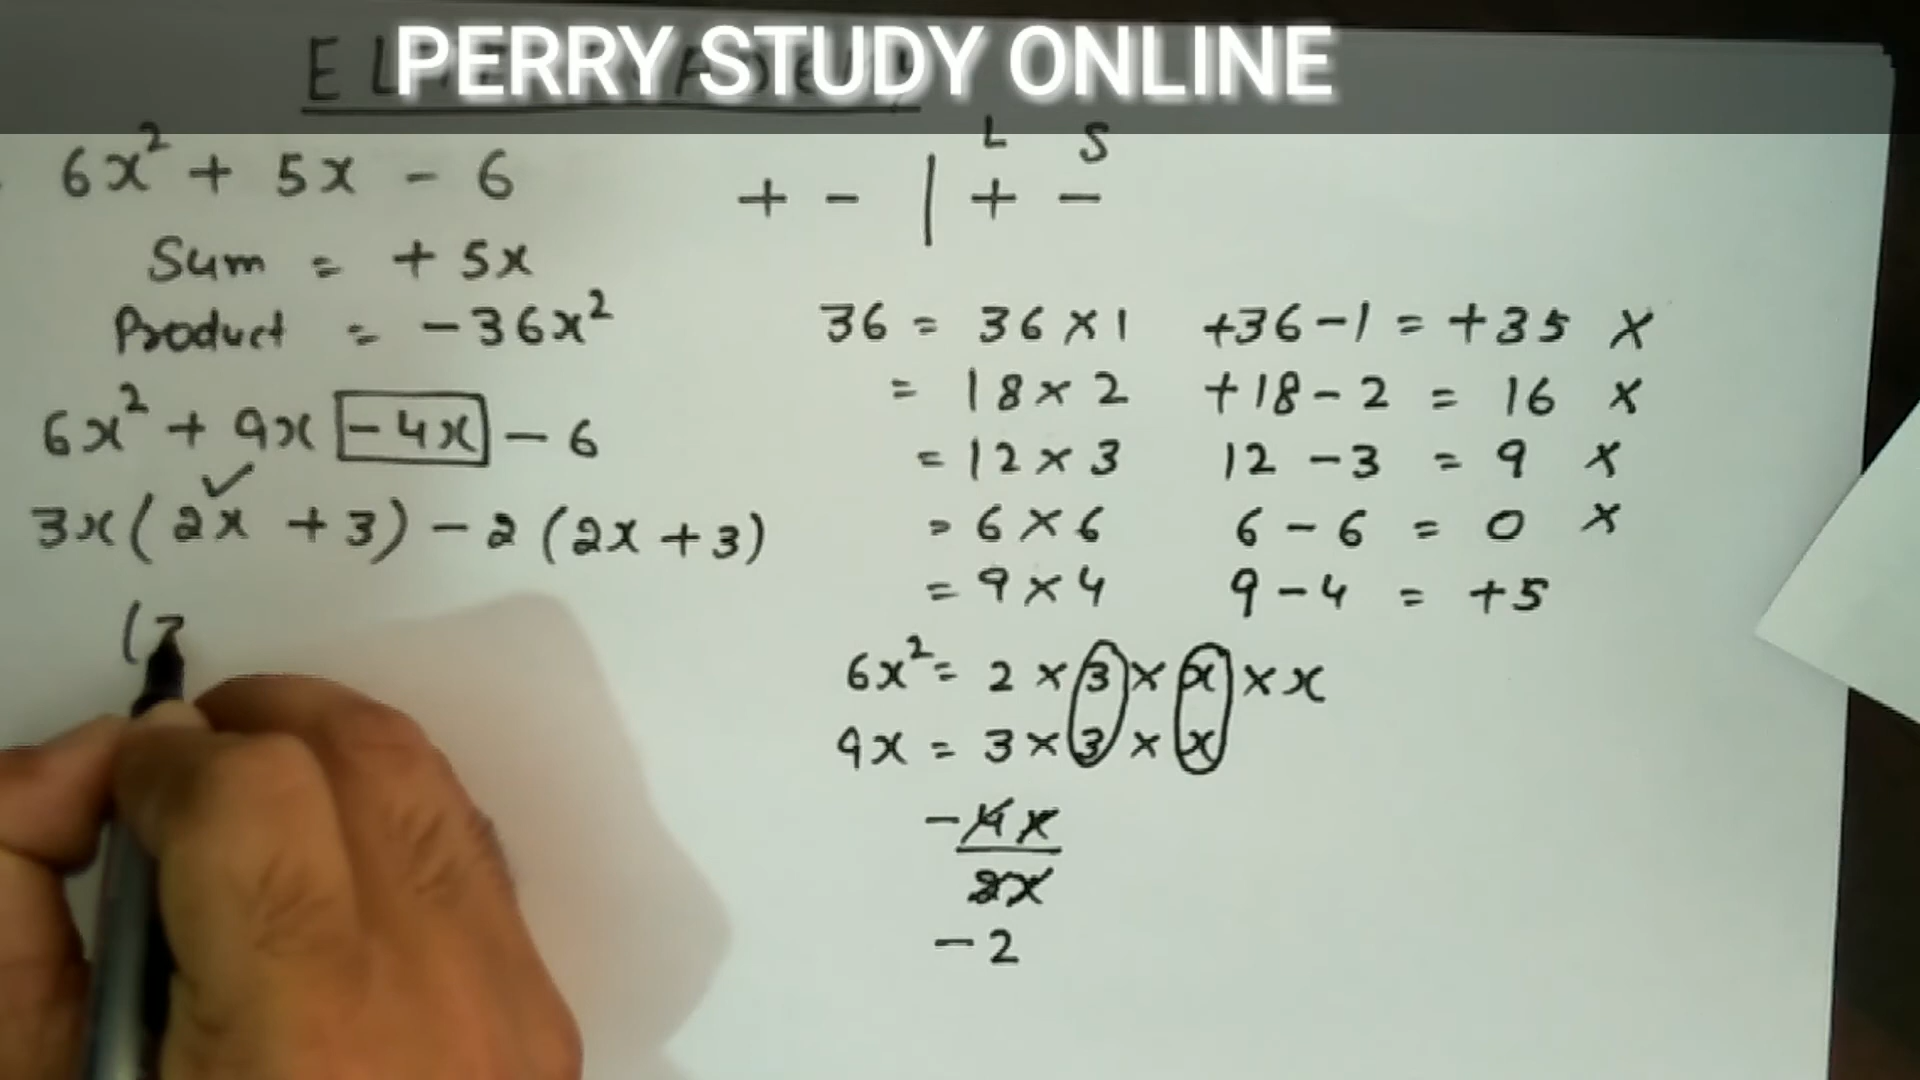 PERRY STUDY ONLINE
6x² + 5x - 6
Sum = + 5x
Product = - 36x²
6x² + 9x - 4x - 6
3x ( 2x + 3 ) - 2 ( 2x + 3 )
(
L S
+ - | + -
36 = 36 × 1 +36 - 1 = +35 ×
= 18 × 2 +18 - 2 = 16 ×
= 12 × 3 12 - 3 = 9 ×
= 6 × 6 6 - 6 = 0 ×
= 9 × 4 9 - 4 = +5
6x² = 2 × 3 × x × x
9x = 3 × 3 × x
- 4x
2x
- 2